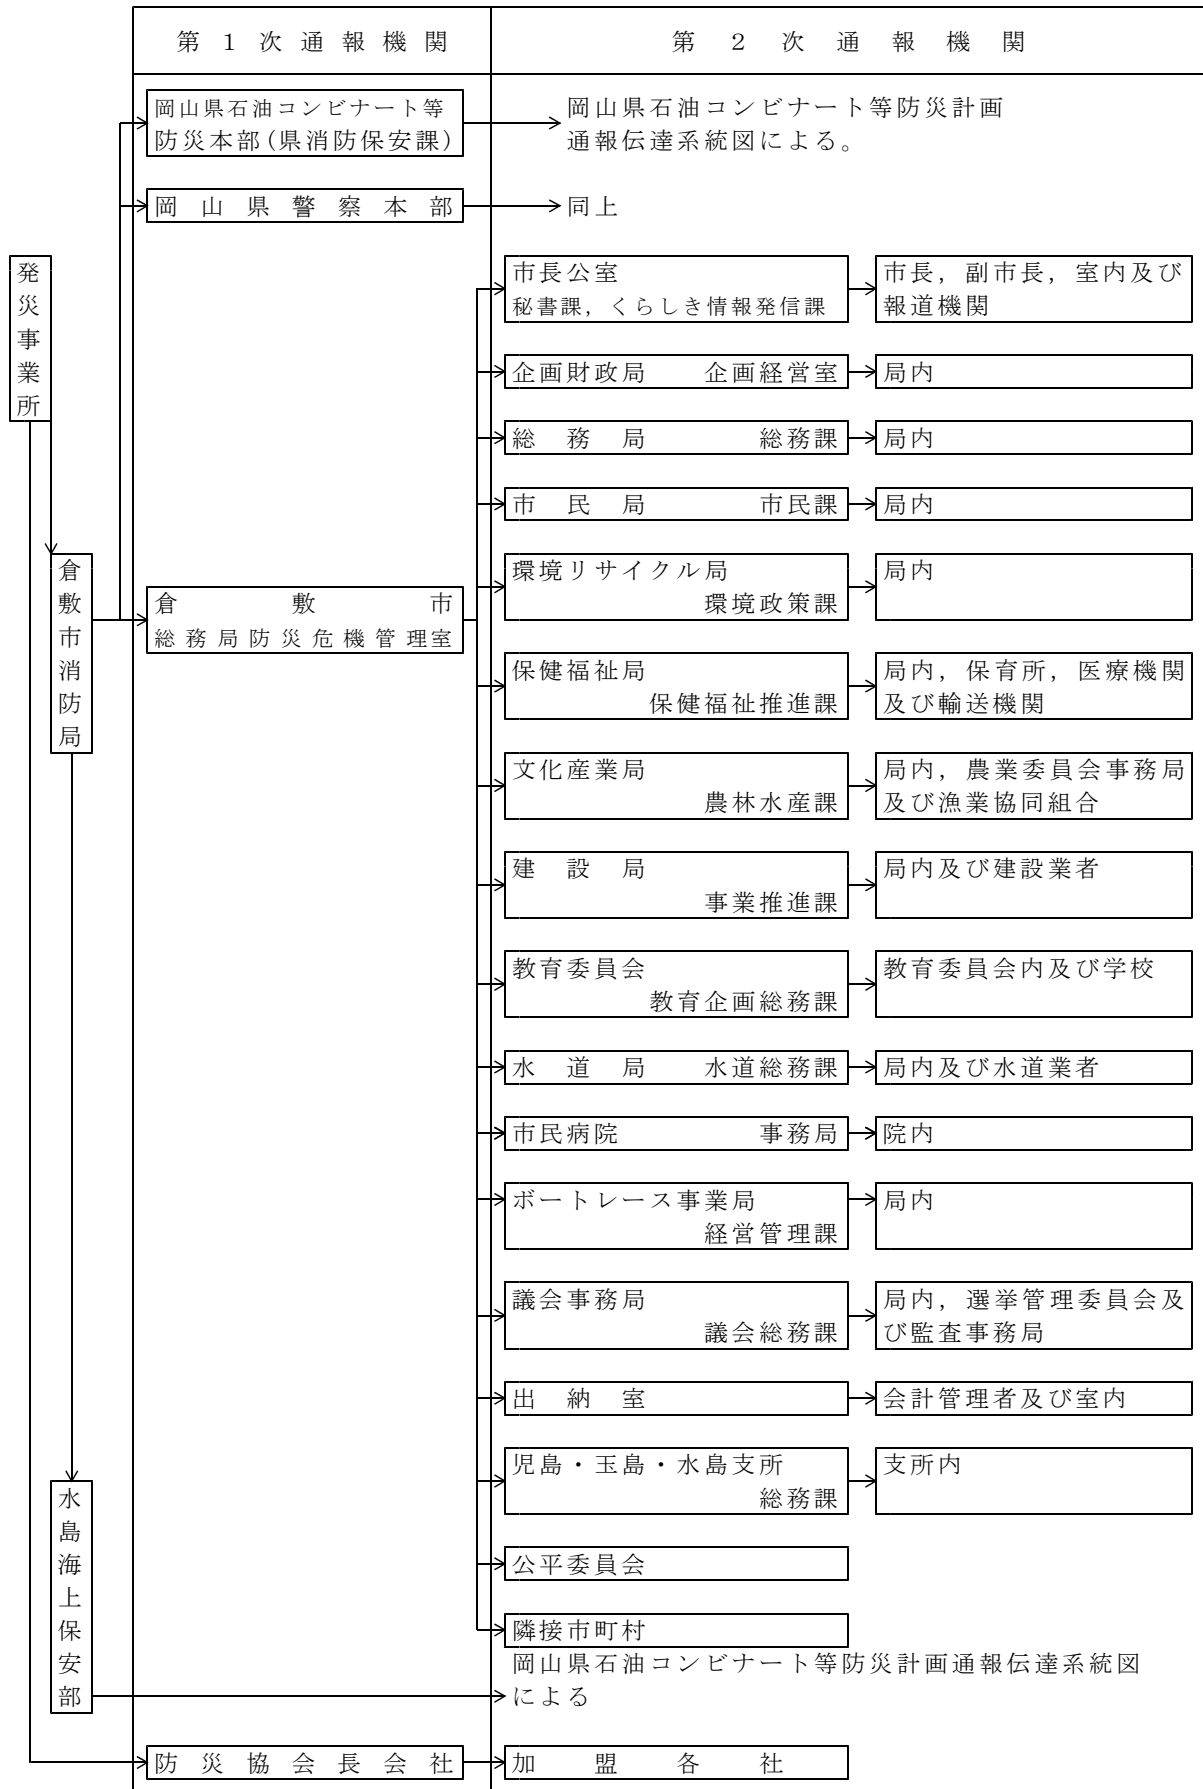 第１次通報機関
第２次通報機関
岡山県石油コンビナート等
防災本部(県消防保安課)
岡山県石油コンビナート等防災計画
通報伝達系統図による。
岡山県警察本部
同上
発災事業所
市長公室
秘書課，くらしき情報発信課
市長，副市長，室内及び
報道機関
企画財政局　企画経営室
局内
総務局　総務課
局内
市民局　市民課
局内
倉敷市消防局
倉敷市
総務局防災危機管理室
環境リサイクル局
環境政策課
局内
保健福祉局
保健福祉推進課
局内，保育所，医療機関
及び輸送機関
文化産業局
農林水産課
局内，農業委員会事務局
及び漁業協同組合
建設局
事業推進課
局内及び建設業者
教育委員会
教育企画総務課
教育委員会内及び学校
水道局　水道総務課
局内及び水道業者
市民病院　事務局
院内
ボートレース事業局
経営管理課
局内
議会事務局
議会総務課
局内，選挙管理委員会及
び監査事務局
出納室
会計管理者及び室内
児島・玉島・水島支所
総務課
支所内
水島海上保安部
公平委員会
隣接市町村
岡山県石油コンビナート等防災計画通報伝達系統図
による
防災協会長会社
加盟各社